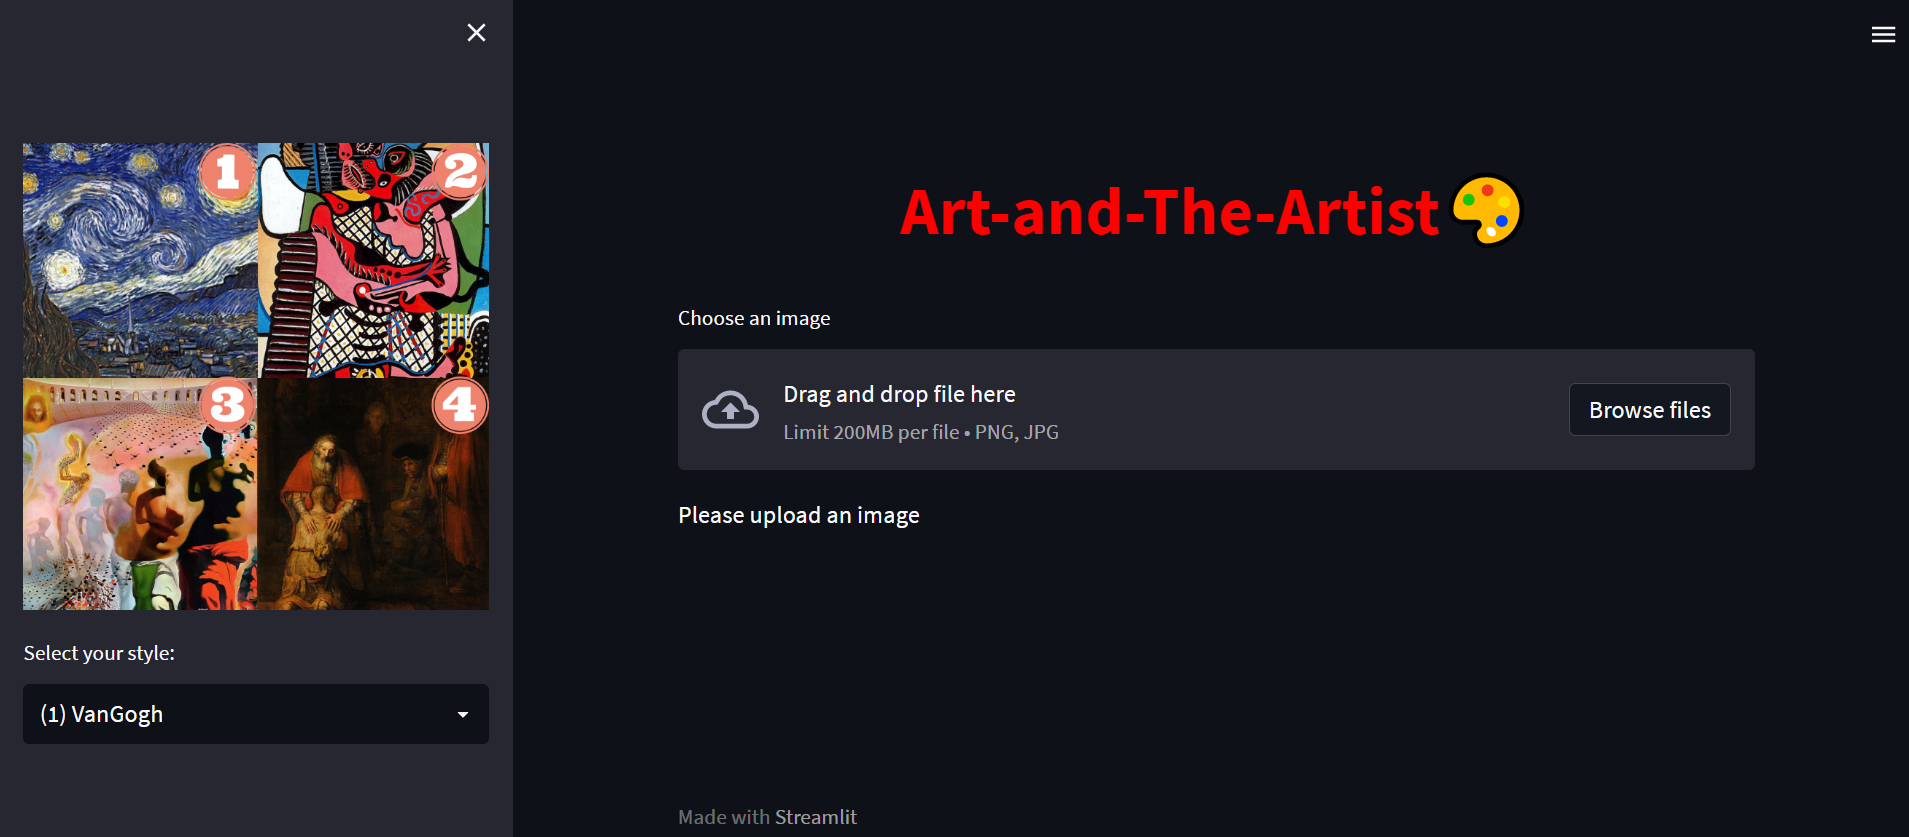 1
2
3
4
Select your style:
(1) VanGogh
Art-and-The-Artist
Choose an image
Drag and drop file here
Limit 200MB per file • PNG, JPG
Browse files
Please upload an image
Made with Streamlit